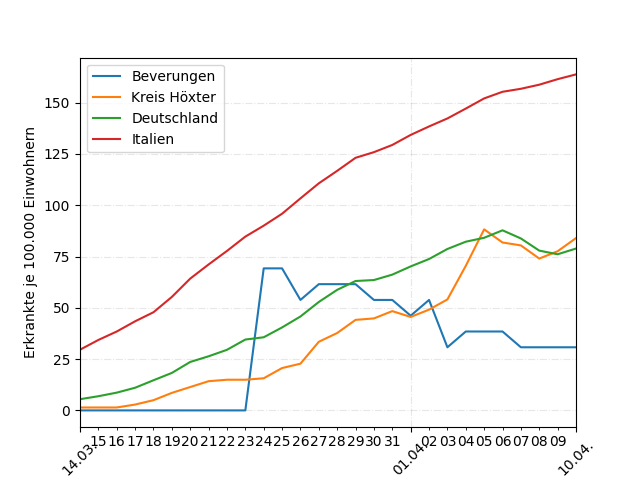 Beverungen
Kreis Höxter
Deutschland
Italien
Erkrankte je 100.000 Einwohnern
150
125
100
75
50
25
0
15 16 17 18 19 20 21 22 23 24 25 26 27 28 29 30 31 02 03 04 05 06 07 08 09
14.03. 01.04. 10.04.